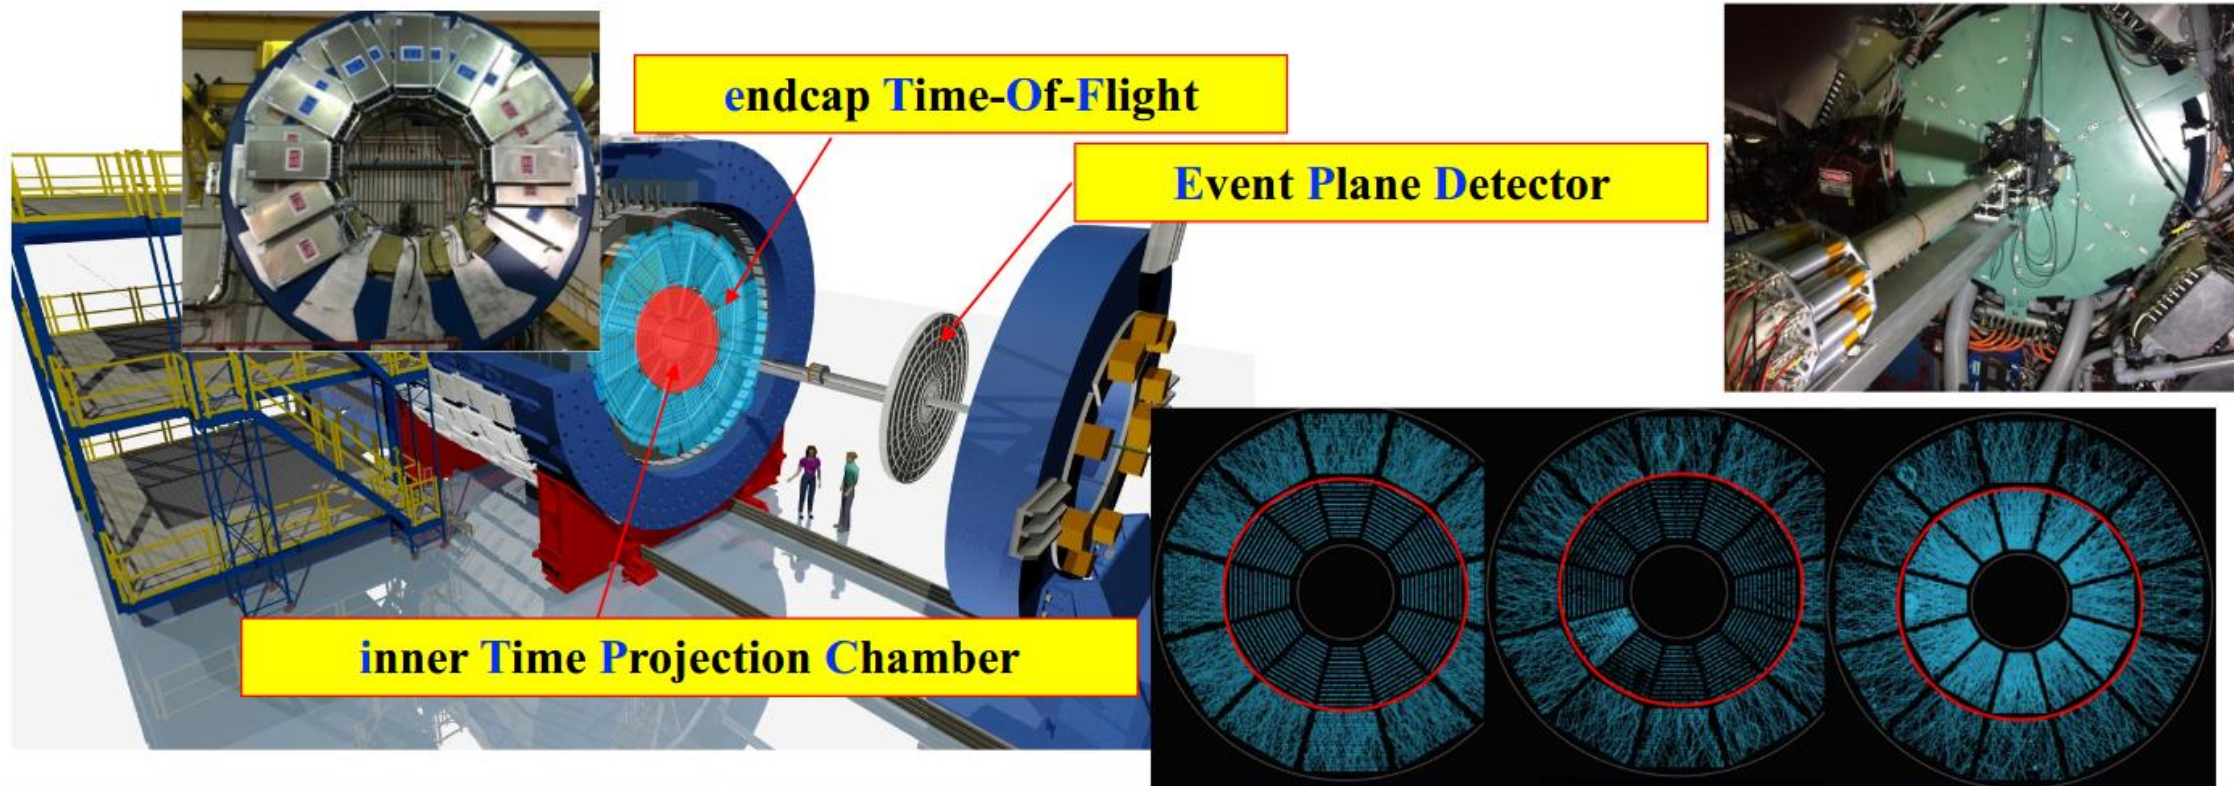 endcap Time-Of-Flight
Event Plane Detector
inner Time Projection Chamber